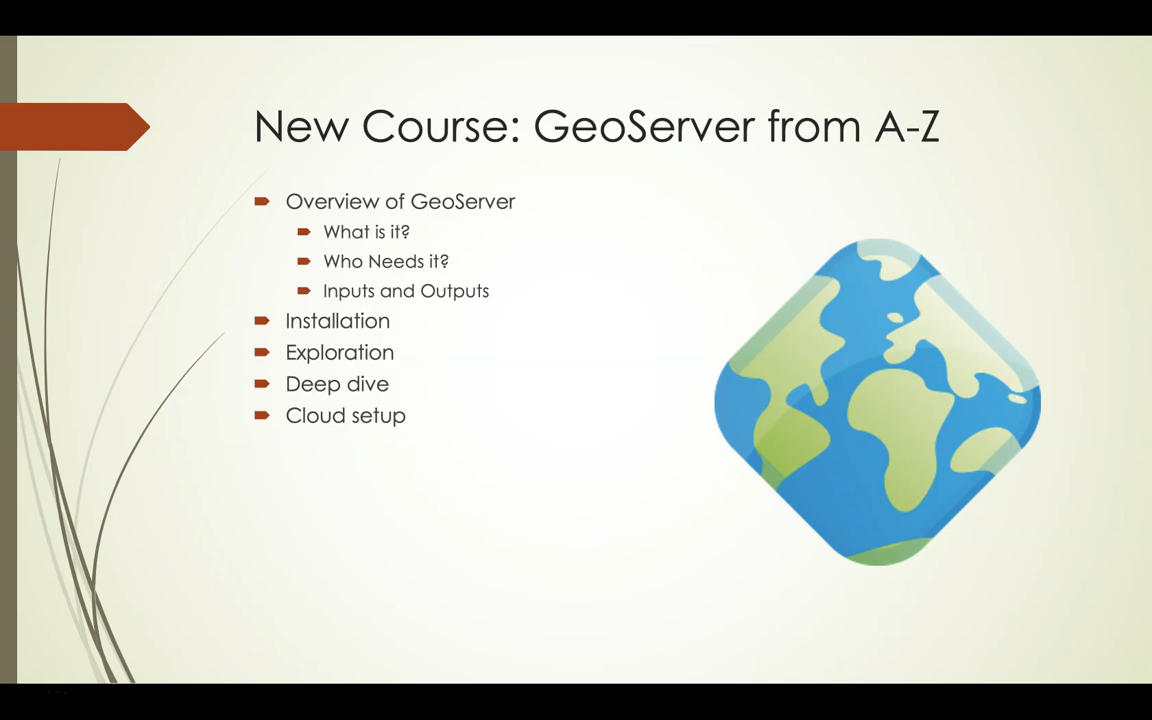 New Course: GeoServer from A-Z
Overview of GeoServer
What is it?
Who Needs it?
Inputs and Outputs
Installation
Exploration
Deep dive
Cloud setup